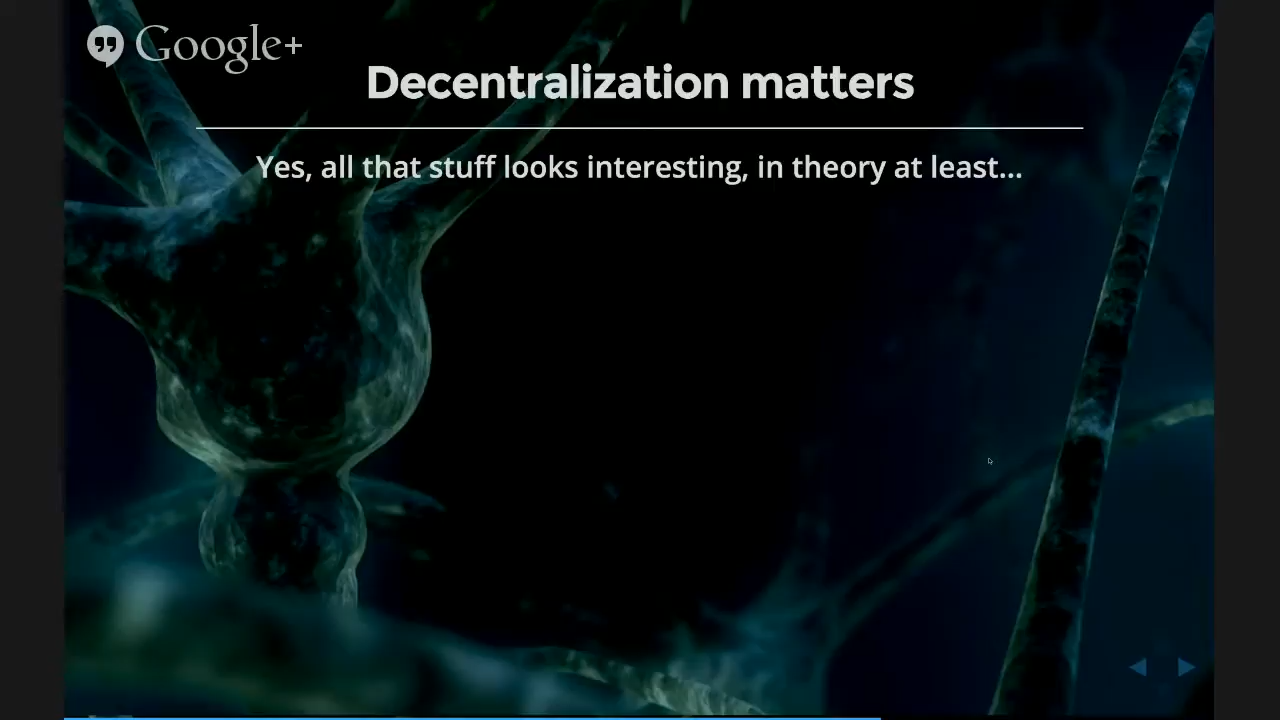 Google+
Decentralization matters
Yes, all that stuff looks interesting, in theory at least...